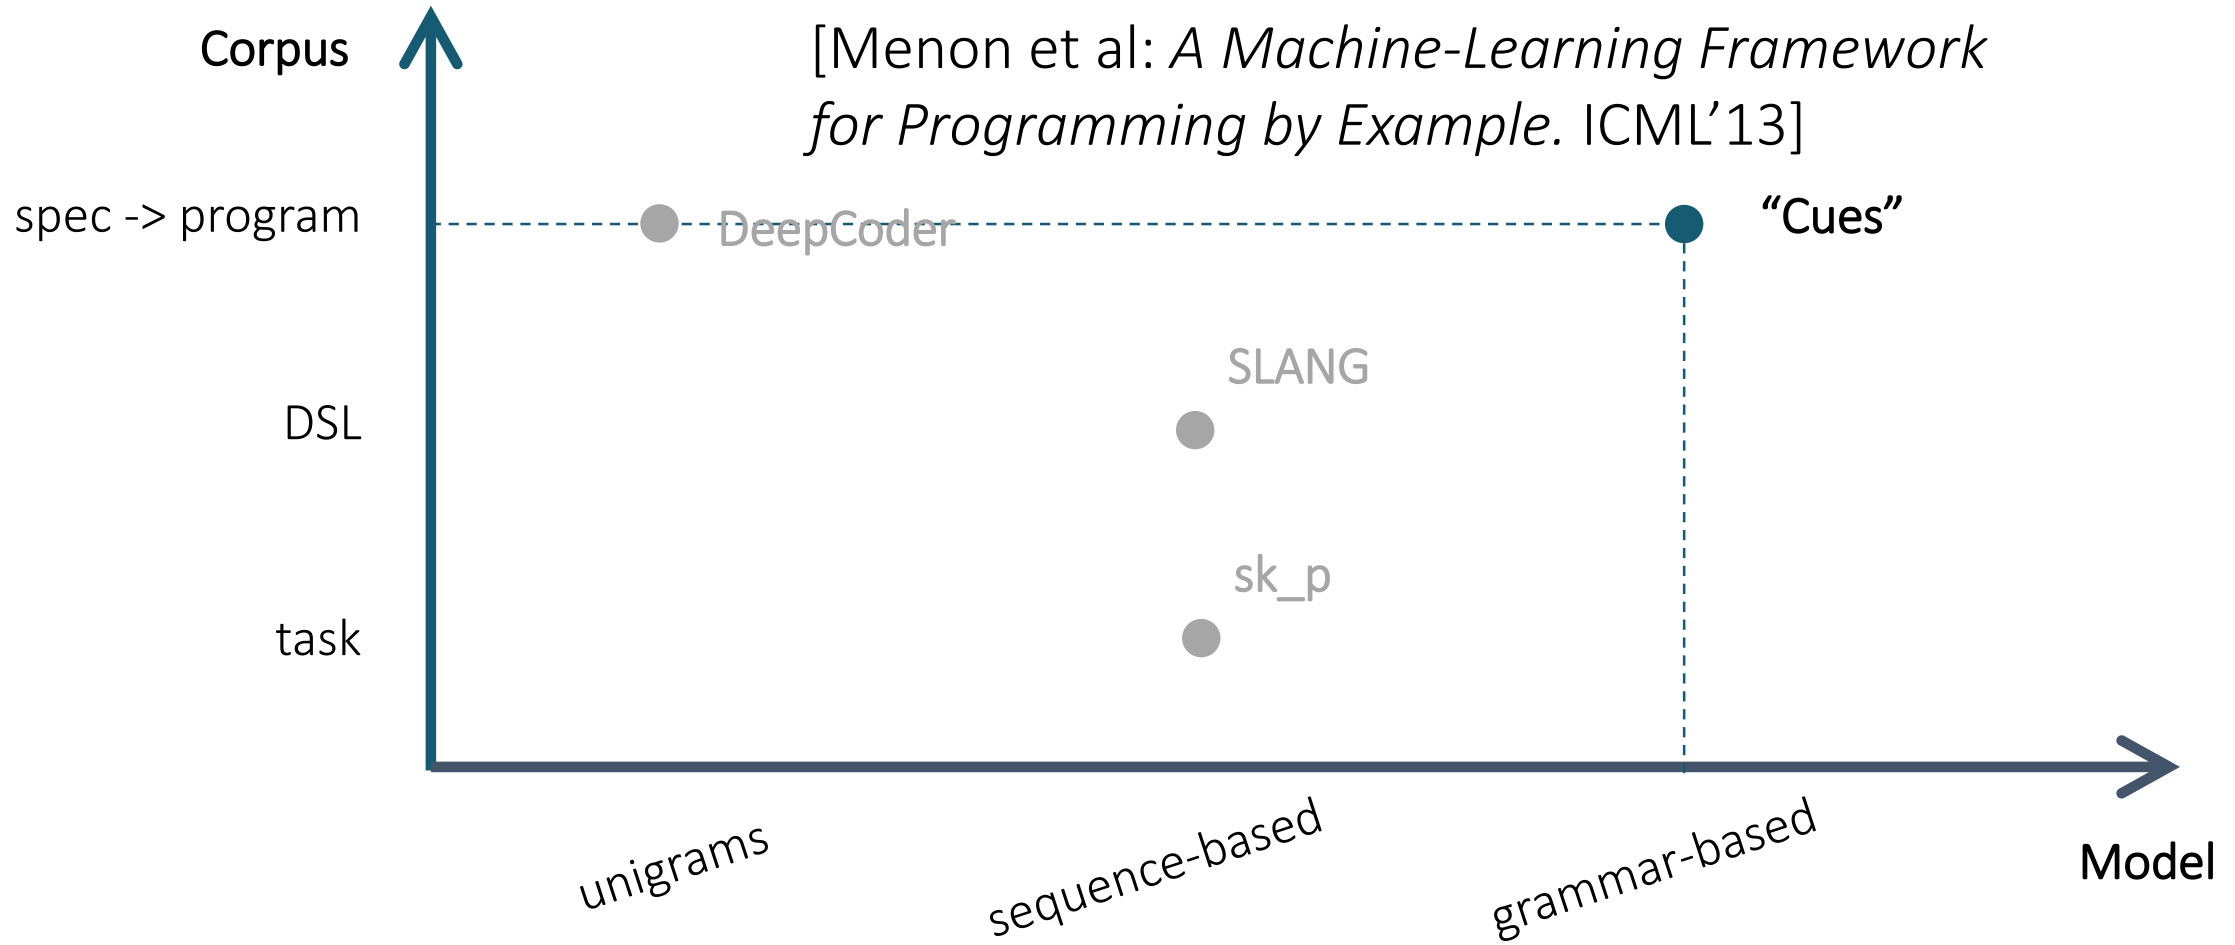 Corpus
[Menon et al: A Machine-Learning Framework
for Programming by Example. ICML’13]
spec -> program
DeepCoder
“Cues”
SLANG
DSL
sk_p
task
unigrams
sequence-based
grammar-based
Model